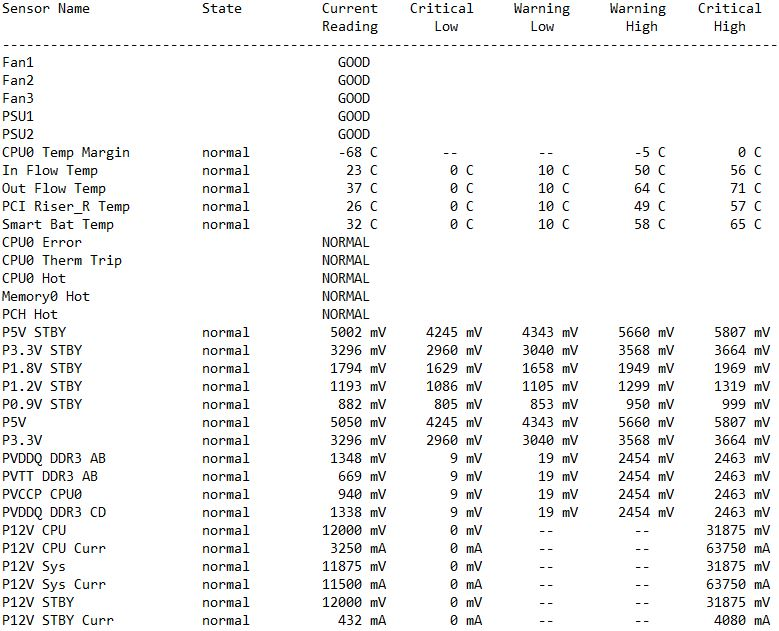 Sensor Name              State          Current    Critical     Warning     Warning    Critical
                                        Reading       Low         Low         High       High
-------------------------------------------------------------------------------------------------
Fan1                                      GOOD
Fan2                                      GOOD
Fan3                                      GOOD
PSU1                                      GOOD
PSU2                                      GOOD
CPU0 Temp Margin         normal           -68 C        --          --          -5 C         0 C
In Flow Temp             normal            23 C         0 C        10 C        50 C        56 C
Out Flow Temp            normal            37 C         0 C        10 C        64 C        71 C
PCI Riser_R Temp         normal            26 C         0 C        10 C        49 C        57 C
Smart Bat Temp           normal            32 C         0 C        10 C        58 C        65 C
CPU0 Error                              NORMAL
CPU0 Therm Trip                         NORMAL
CPU0 Hot                                NORMAL
Memory0 Hot                             NORMAL
PCH Hot                                 NORMAL
P5V STBY                 normal          5002 mV     4245 mV     4343 mV     5660 mV     5807 mV
P3.3V STBY               normal          3296 mV     2960 mV     3040 mV     3568 mV     3664 mV
P1.8V STBY               normal          1794 mV     1629 mV     1658 mV     1949 mV     1969 mV
P1.2V STBY               normal          1193 mV     1086 mV     1105 mV     1299 mV     1319 mV
P0.9V STBY               normal           882 mV      805 mV      853 mV      950 mV      999 mV
P5V                      normal          5050 mV     4245 mV     4343 mV     5660 mV     5807 mV
P3.3V                    normal          3296 mV     2960 mV     3040 mV     3568 mV     3664 mV
PVDDQ DDR3 AB            normal          1348 mV        9 mV       19 mV     2454 mV     2463 mV
PVTT DDR3 AB             normal           669 mV        9 mV       19 mV     2454 mV     2463 mV
PVCCP CPU0               normal           940 mV        9 mV       19 mV     2454 mV     2463 mV
PVDDQ DDR3 CD            normal          1338 mV        9 mV       19 mV     2454 mV     2463 mV
P12V CPU                 normal         12000 mV        0 mV       --          --       31875 mV
P12V CPU Curr            normal          3250 mA        0 mA       --          --       63750 mA
P12V Sys                 normal         11875 mV        0 mV       --          --       31875 mV
P12V Sys Curr            normal         11500 mA        0 mA       --          --       63750 mA
P12V STBY                normal         12000 mV        0 mV       --          --       31875 mV
P12V STBY Curr           normal           432 mA        0 mA       --          --        4080 mA